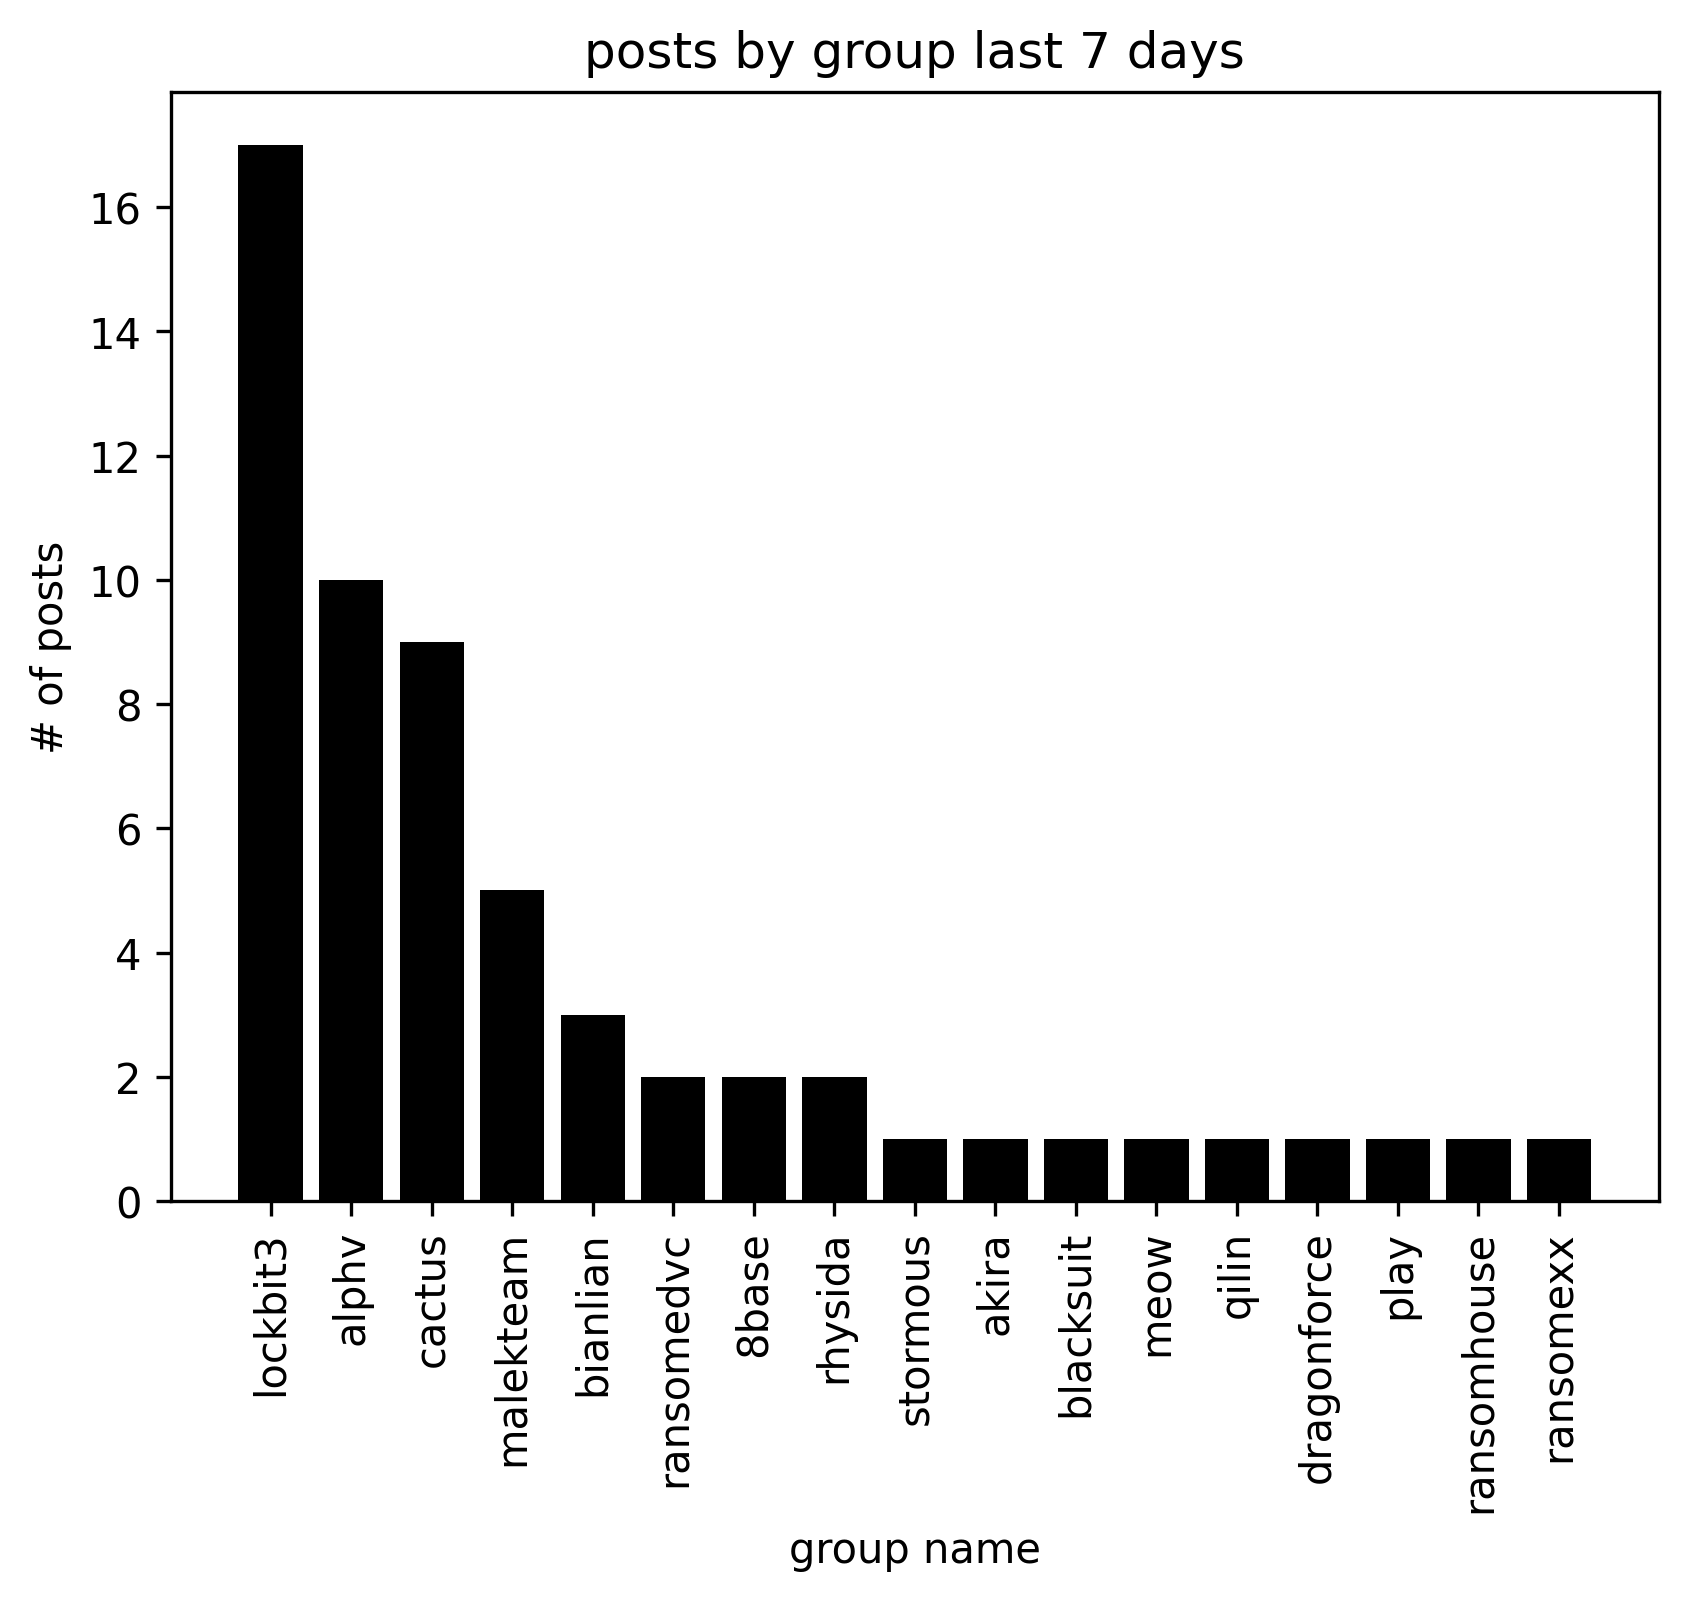 posts by group last 7 days
# of posts
16
14
12
10
8
6
4
2
0
lockbit3
alphv
cactus
malekteam
bianlian
ransomedvc
8base
rhysida
stormous
akira
blacksuit
meow
qilin
dragonforce
play
ransomhouse
ransomexx
group name